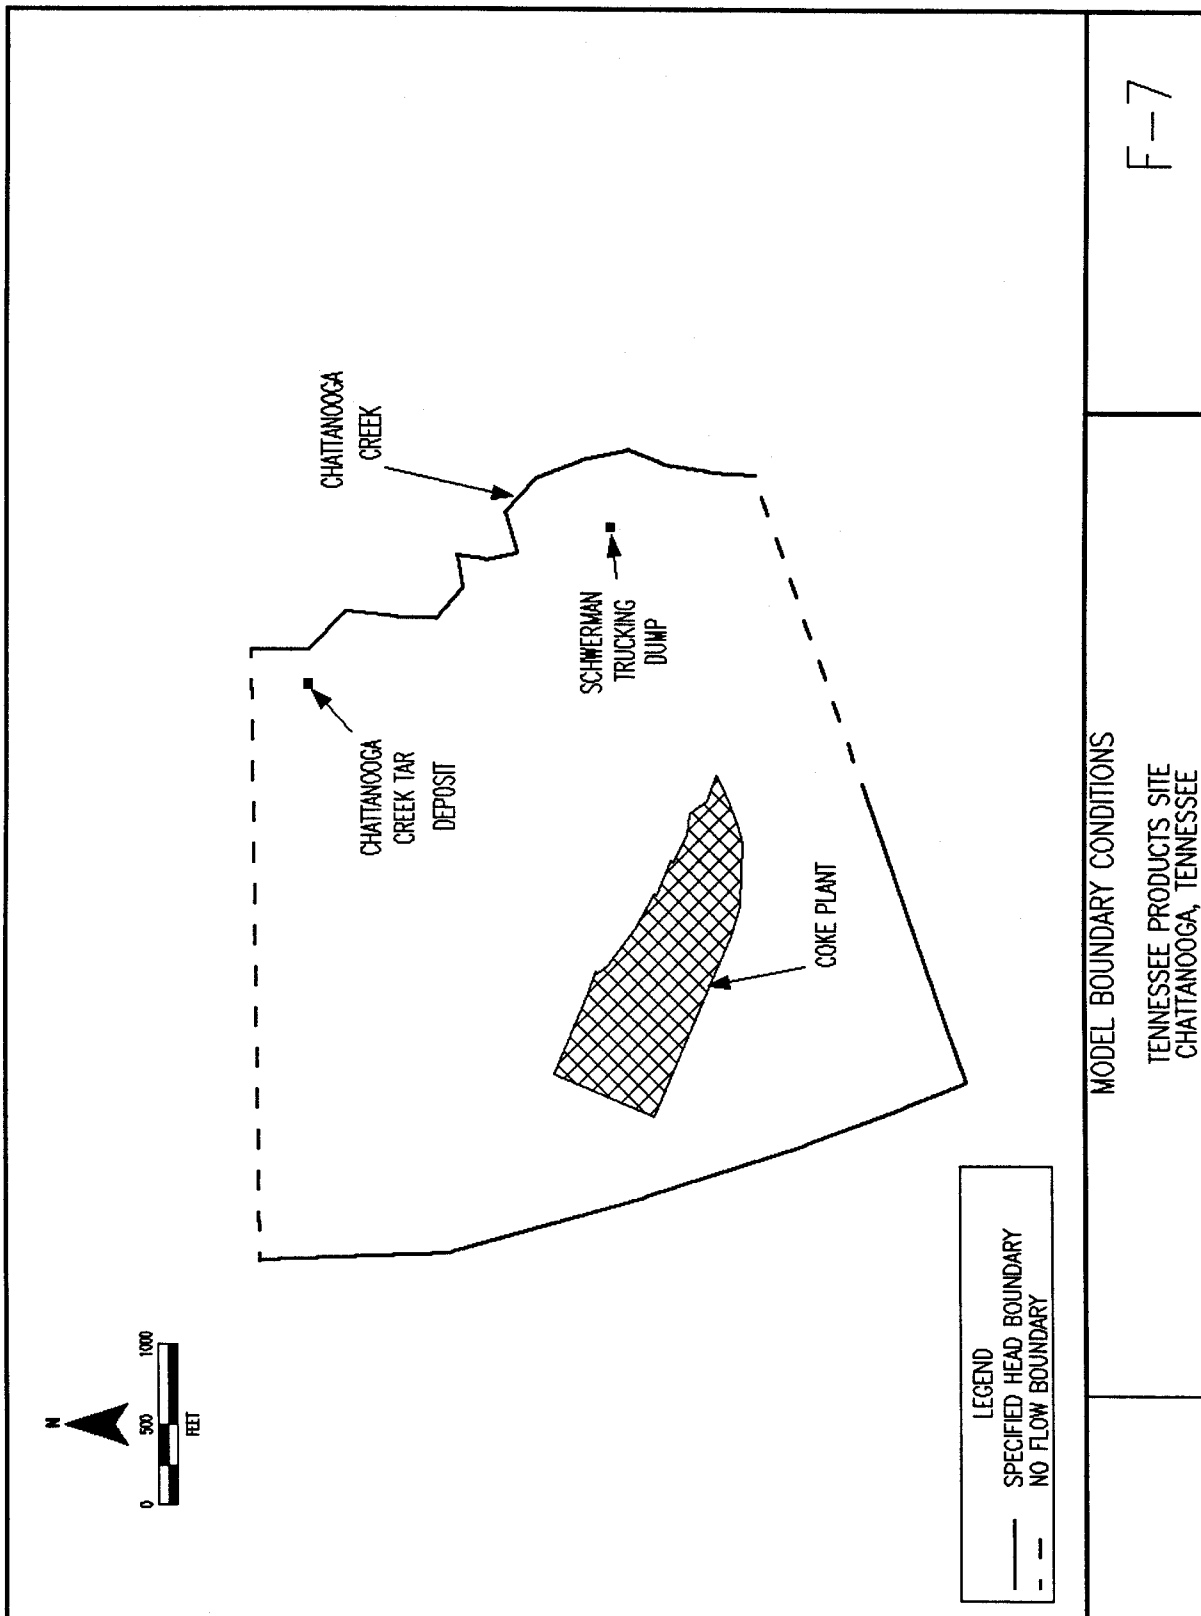 N
0 500 1000
FEET
CHATTANOOGA
CREEK
CHATTANOOGA
CREEK TAR
DEPOSIT
SCHWERMAN
TRUCKING
DUMP
COKE PLANT
LEGEND
SPECIFIED HEAD BOUNDARY
NO FLOW BOUNDARY
MODEL BOUNDARY CONDITIONS
TENNESSEE PRODUCTS SITE
CHATTANOOGA, TENNESSEE
F-7